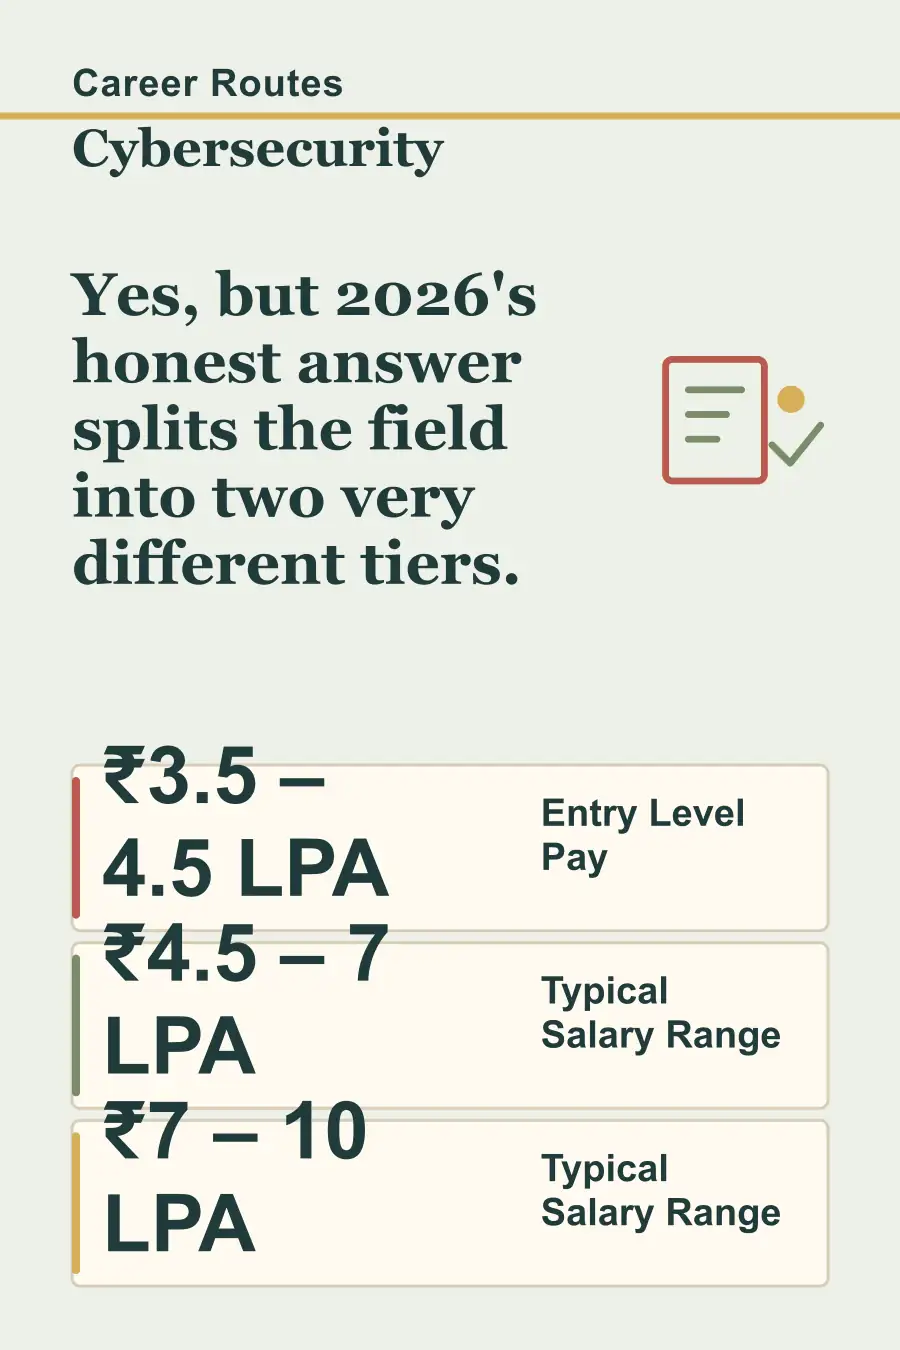 Career Routes
Cybersecurity
Yes, but 2026's
honest answer
splits the field
into two very
different tiers.
₹3.5 –
4.5 LPA
Entry Level
Pay
₹4.5 – 7
LPA
Typical
Salary Range
₹7 – 10
LPA
Typical
Salary Range